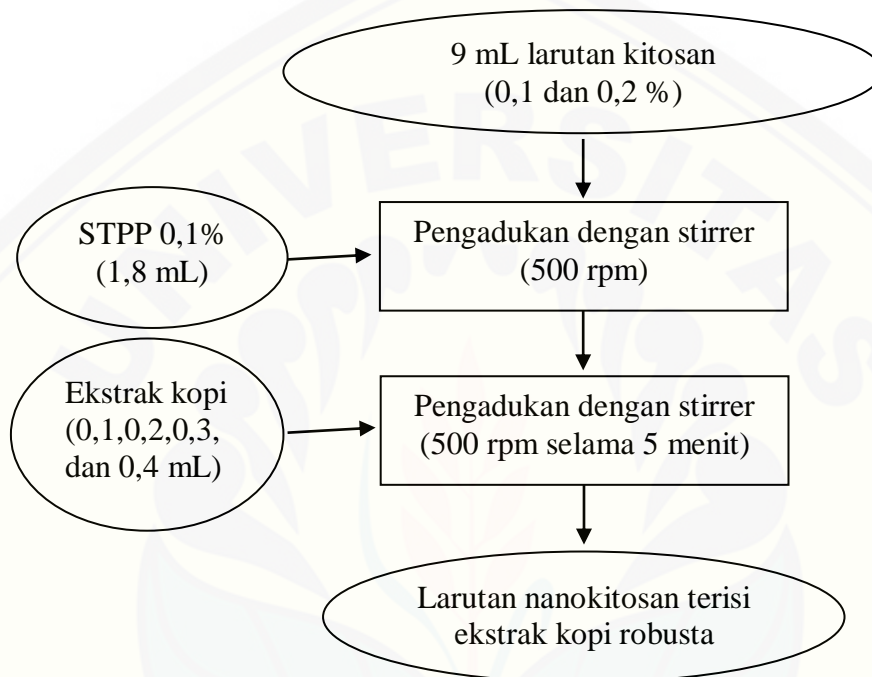 9 mL larutan kitosan
(0,1 dan 0,2 %)
STPP 0,1%
(1,8 mL)
Pengadukan dengan stirrer
(500 rpm)
Ekstrak kopi
(0,1,0,2,0,3,
dan 0,4 mL)
Pengadukan dengan stirrer
(500 rpm selama 5 menit)
Larutan nanokitosan terisi
ekstrak kopi robusta
UNIVERSITAS